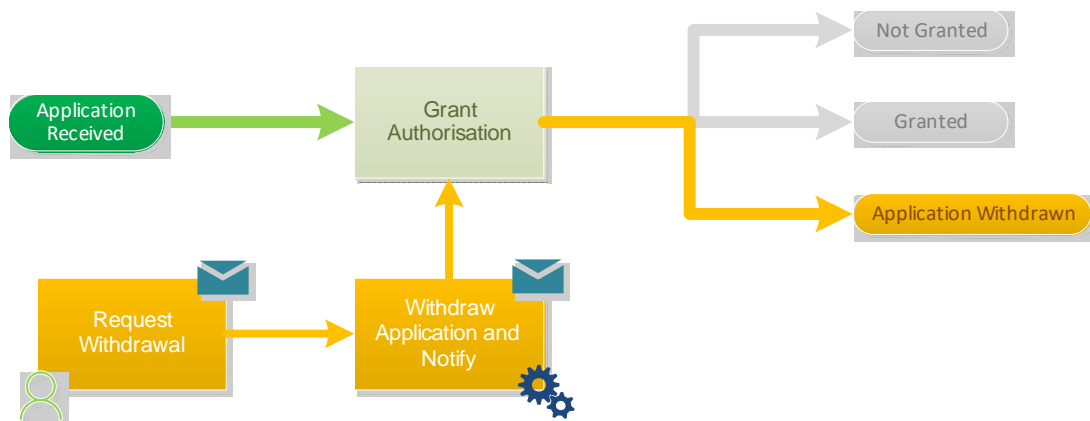 Not Granted
Application
Received
Grant
Authorisation
Granted
Application Withdrawn
Request
Withdrawal
Withdraw
Application and
Notify